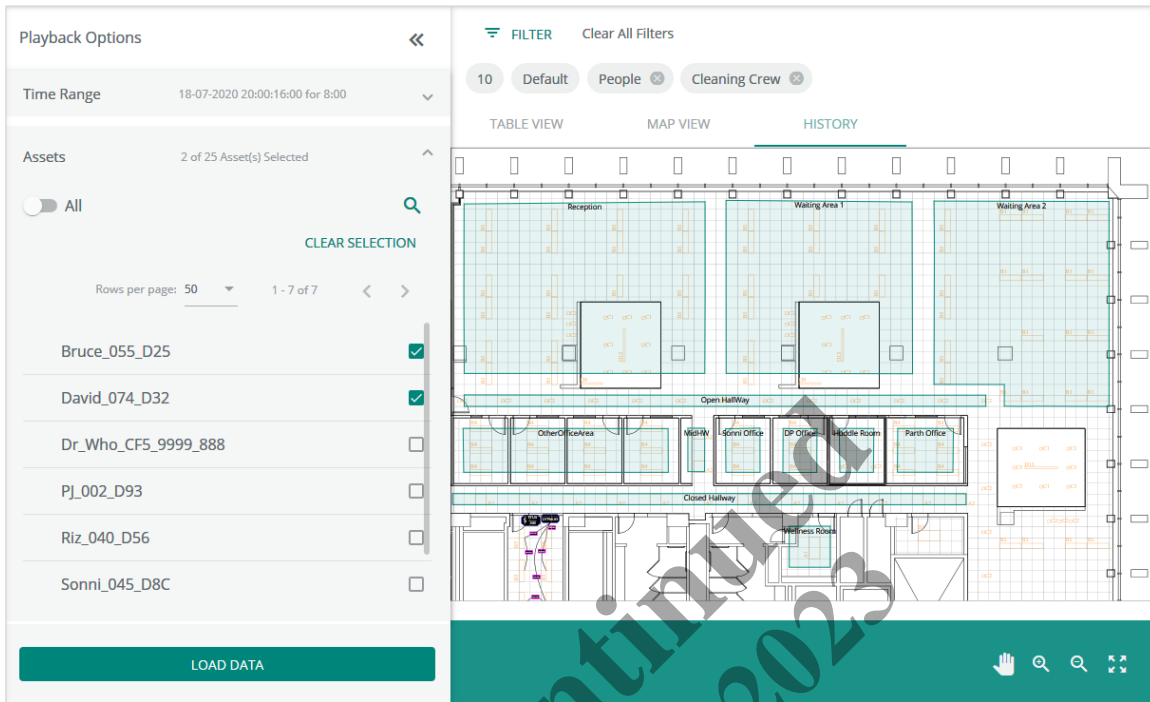 Playback Options
FILTER Clear All Filters
10 Default People Cleaning Crew
Time Range 18-07-2020 20:00:16:00 for 8:00
TABLE VIEW MAP VIEW HISTORY
Assets 2 of 25 Asset(s) Selected
All
CLEAR SELECTION
Rows per page: 50 1 - 7 of 7
Bruce_055_D25
David_074_D32
Dr_Who_CF5_9999_888
PJ_002_D93
Riz_040_D56
Sonni_045_D8C
LOAD DATA
Reception Waiting Area 1 Waiting Area 2
Open HallWay
OtherOfficeArea MidHW Sonni Office DP Office Huddle Room Parth Office
Closed Hallway
Wellness Room
ntinued
2023